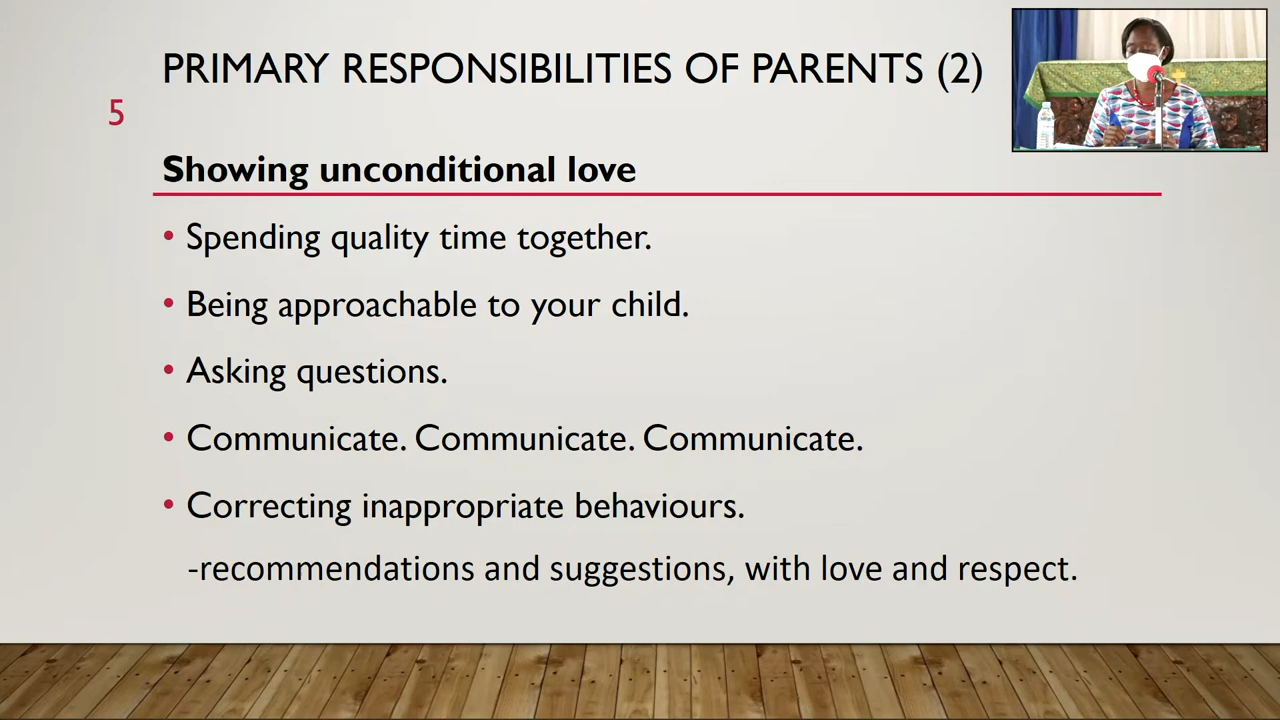 PRIMARY RESPONSIBILITIES OF PARENTS (2)
5
Showing unconditional love
• Spending quality time together.
• Being approachable to your child.
• Asking questions.
• Communicate. Communicate. Communicate.
• Correcting inappropriate behaviours.
-recommendations and suggestions, with love and respect.